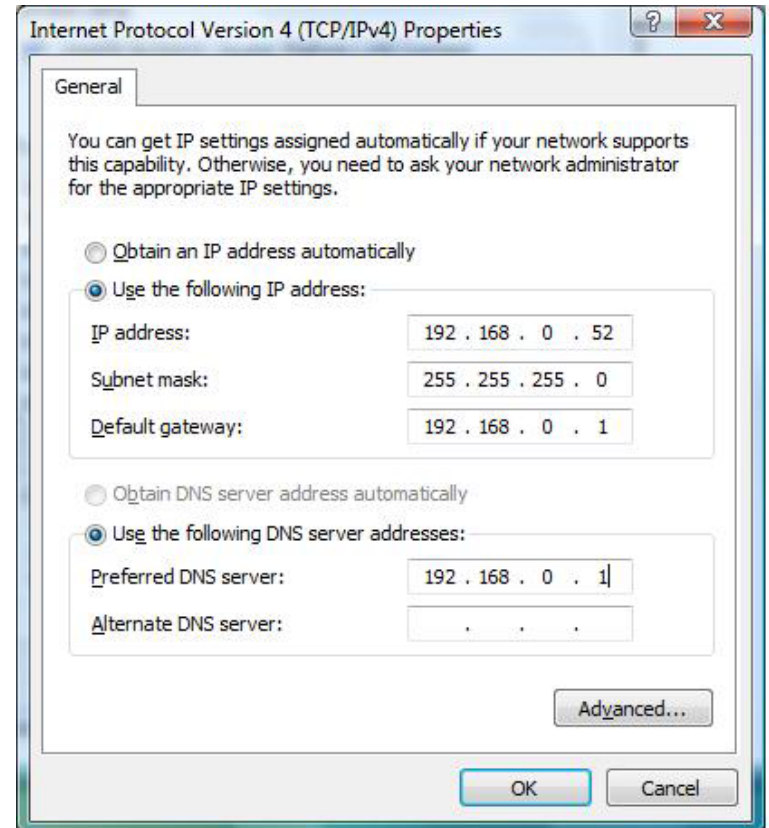 Internet Protocol Version 4 (TCP/IPv4) Properties
?
X
General
You can get IP settings assigned automatically if your network supports
this capability. Otherwise, you need to ask your network administrator
for the appropriate IP settings.
Obtain an IP address automatically
Use the following IP address:
IP address: 192 . 168 . 0 . 52
Subnet mask: 255 . 255 . 255 . 0
Default gateway: 192 . 168 . 0 . 1
Obtain DNS server address automatically
Use the following DNS server addresses:
Preferred DNS server: 192 . 168 . 0 . 1
Alternate DNS server: . . .
Advanced...
OK Cancel